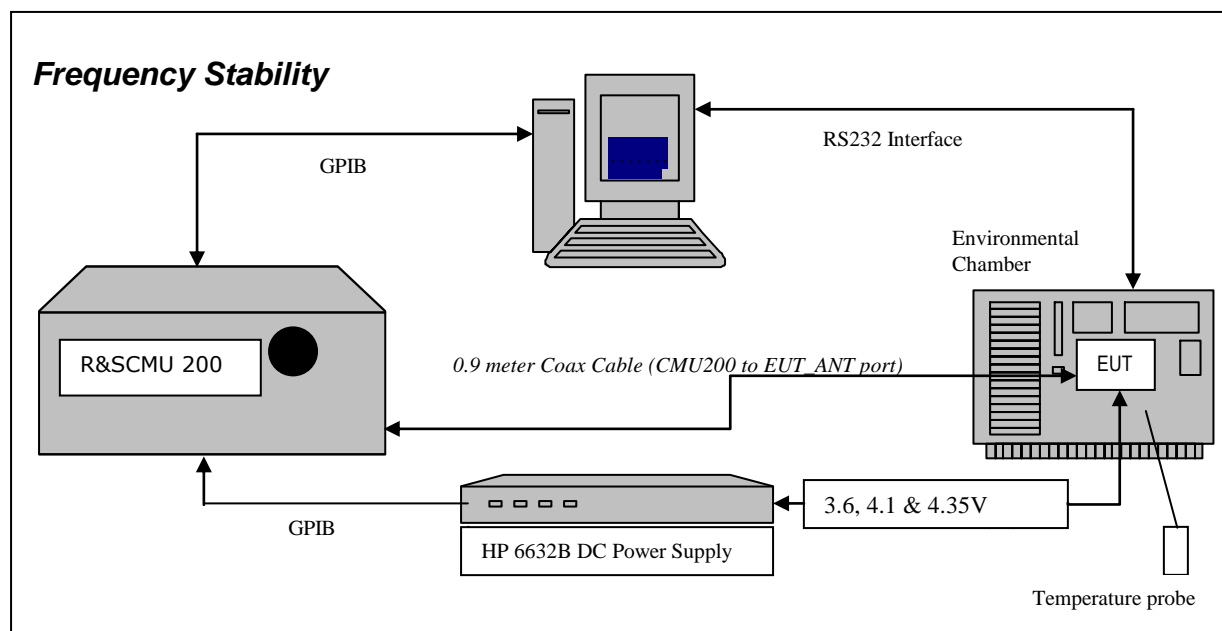 Frequency Stability
GPIB
RS232 Interface
Environmental
Chamber
R&SCMU 200
0.9 meter Coax Cable (CMU200 to EUT_ANT port)
EUT
GPIB
3.6, 4.1 & 4.35V
HP 6632B DC Power Supply
Temperature probe